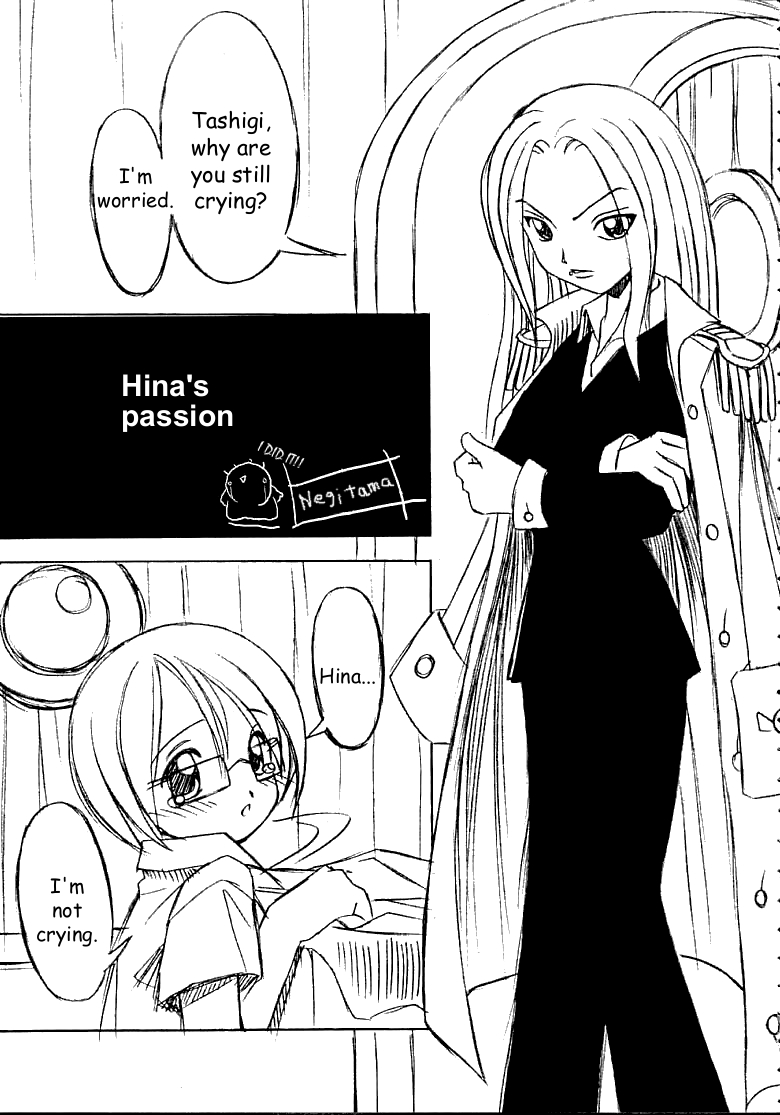 Tashigi,
why are
you still
crying?
I'm
worried.
Hina's
passion
I DID IT!!
Negitama
Hina...
I'm
not
crying.